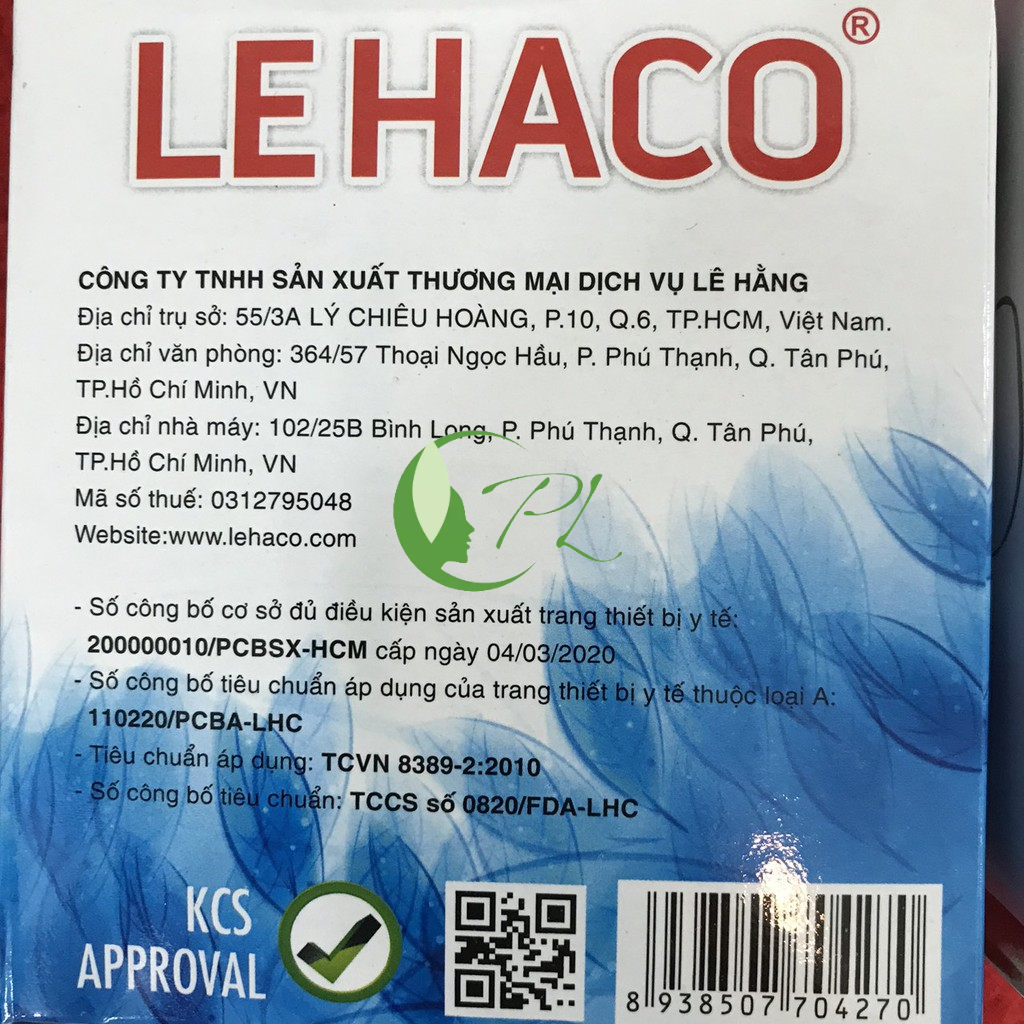 LEHACO®
CÔNG TY TNHH SẢN XUẤT THƯƠNG MẠI DỊCH VỤ LÊ HẰNG
Địa chỉ trụ sở: 55/3A LÝ CHIÊU HOÀNG, P.10, Q.6, TP.HCM, Việt Nam.
Địa chỉ văn phòng: 364/57 Thoại Ngọc Hầu, P. Phú Thạnh, Q. Tân Phú,
TP.Hồ Chí Minh, VN
Địa chỉ nhà máy: 102/25B Bình Long, P. Phú Thạnh, Q. Tân Phú,
TP.Hồ Chí Minh, VN
Mã số thuế: 0312795048
Website:www.lehaco.com
PL
- Số công bố cơ sở đủ điều kiện sản xuất trang thiết bị y tế:
200000010/PCBSX-HCM cấp ngày 04/03/2020
- Số công bố tiêu chuẩn áp dụng của trang thiết bị y tế thuộc loại A:
110220/PCBA-LHC
- Tiêu chuẩn áp dụng: TCVN 8389-2:2010
- Số công bố tiêu chuẩn: TCCS số 0820/FDA-LHC
KCS
APPROVAL
8 938507 704270